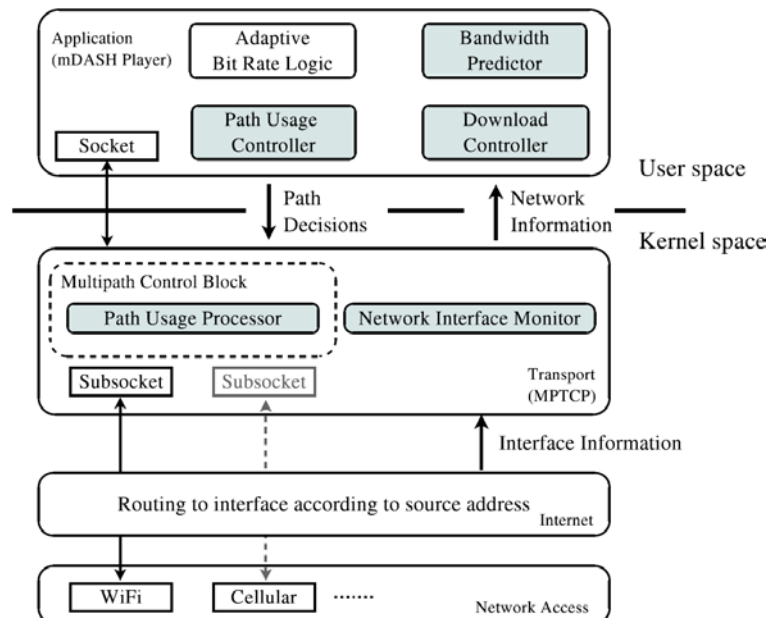 Application
(mDASH Player)
Adaptive
Bit Rate Logic
Bandwidth
Predictor
Path Usage
Controller
Download
Controller
Socket
User space
Path
Decisions
Network
Information
Kernel space
Multipath Control Block
Path Usage Processor
Network Interface Monitor
Subsocket
Subsocket
Transport
(MPTCP)
Interface Information
Routing to interface according to source address
Internet
WiFi
Cellular
.......
Network Access